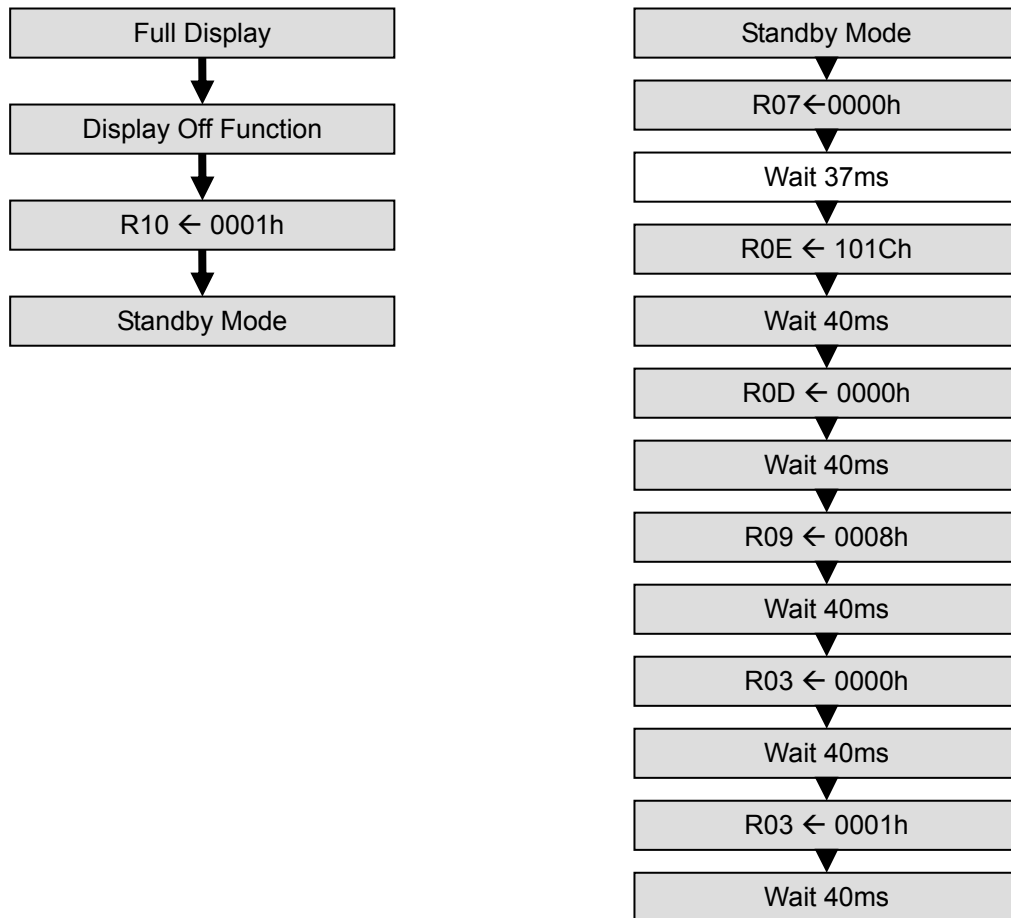 Full Display
Display Off Function
R10 ← 0001h
Standby Mode
Standby Mode
R07←0000h
Wait 37ms
R0E ← 101Ch
Wait 40ms
R0D ← 0000h
Wait 40ms
R09 ← 0008h
Wait 40ms
R03 ← 0000h
Wait 40ms
R03 ← 0001h
Wait 40ms